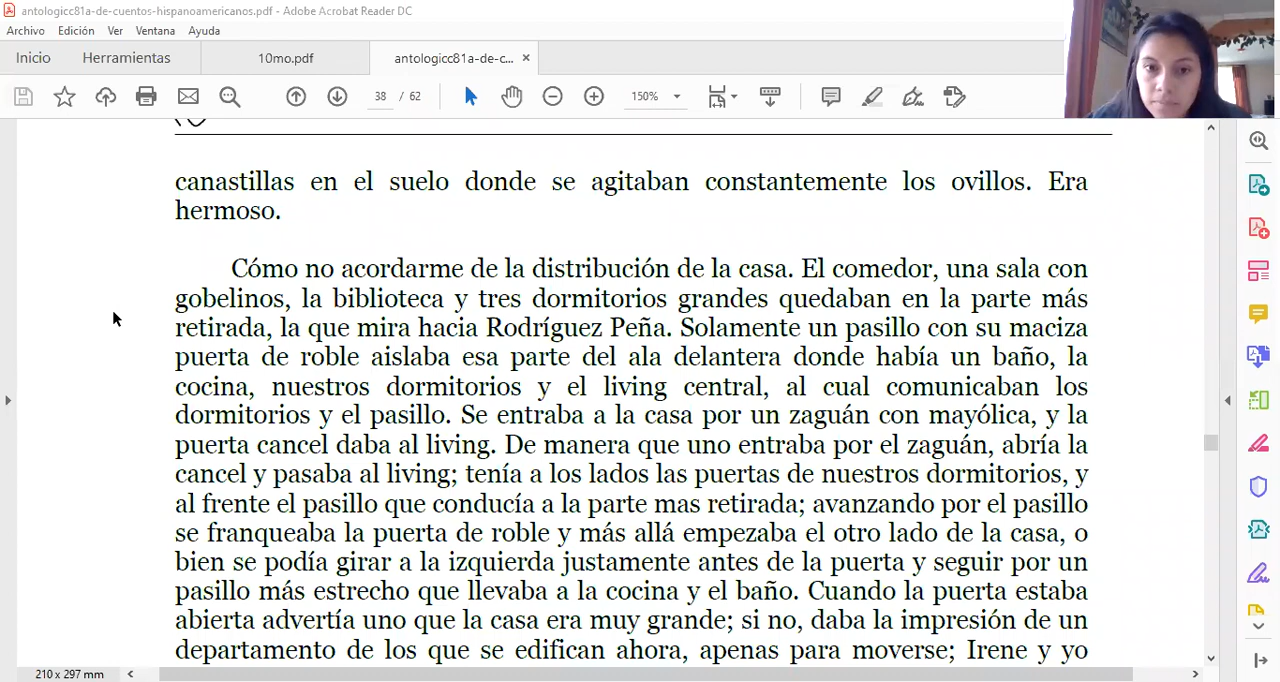 antologicc81a-de-cuentos-hispanoamericanos.pdf - Adobe Acrobat Reader DC
Archivo Edición Ver Ventana Ayuda
Inicio Herramientas 10mo.pdf antologicc81a-de-c... ×
38 / 62 150%
canastillas en el suelo donde se agitaban constantemente los ovillos. Era
hermoso.
Cómo no acordarme de la distribución de la casa. El comedor, una sala con
gobelinos, la biblioteca y tres dormitorios grandes quedaban en la parte más
retirada, la que mira hacia Rodríguez Peña. Solamente un pasillo con su maciza
puerta de roble aislaba esa parte del ala delantera donde había un baño, la
cocina, nuestros dormitorios y el living central, al cual comunicaban los
dormitorios y el pasillo. Se entraba a la casa por un zaguán con mayólica, y la
puerta cancel daba al living. De manera que uno entraba por el zaguán, abría la
cancel y pasaba al living; tenía a los lados las puertas de nuestros dormitorios, y
al frente el pasillo que conducía a la parte mas retirada; avanzando por el pasillo
se franqueaba la puerta de roble y más allá empezaba el otro lado de la casa, o
bien se podía girar a la izquierda justamente antes de la puerta y seguir por un
pasillo más estrecho que llevaba a la cocina y el baño. Cuando la puerta estaba
abierta advertía uno que la casa era muy grande; si no, daba la impresión de un
departamento de los que se edifican ahora, apenas para moverse; Irene y yo
210 x 297 mm